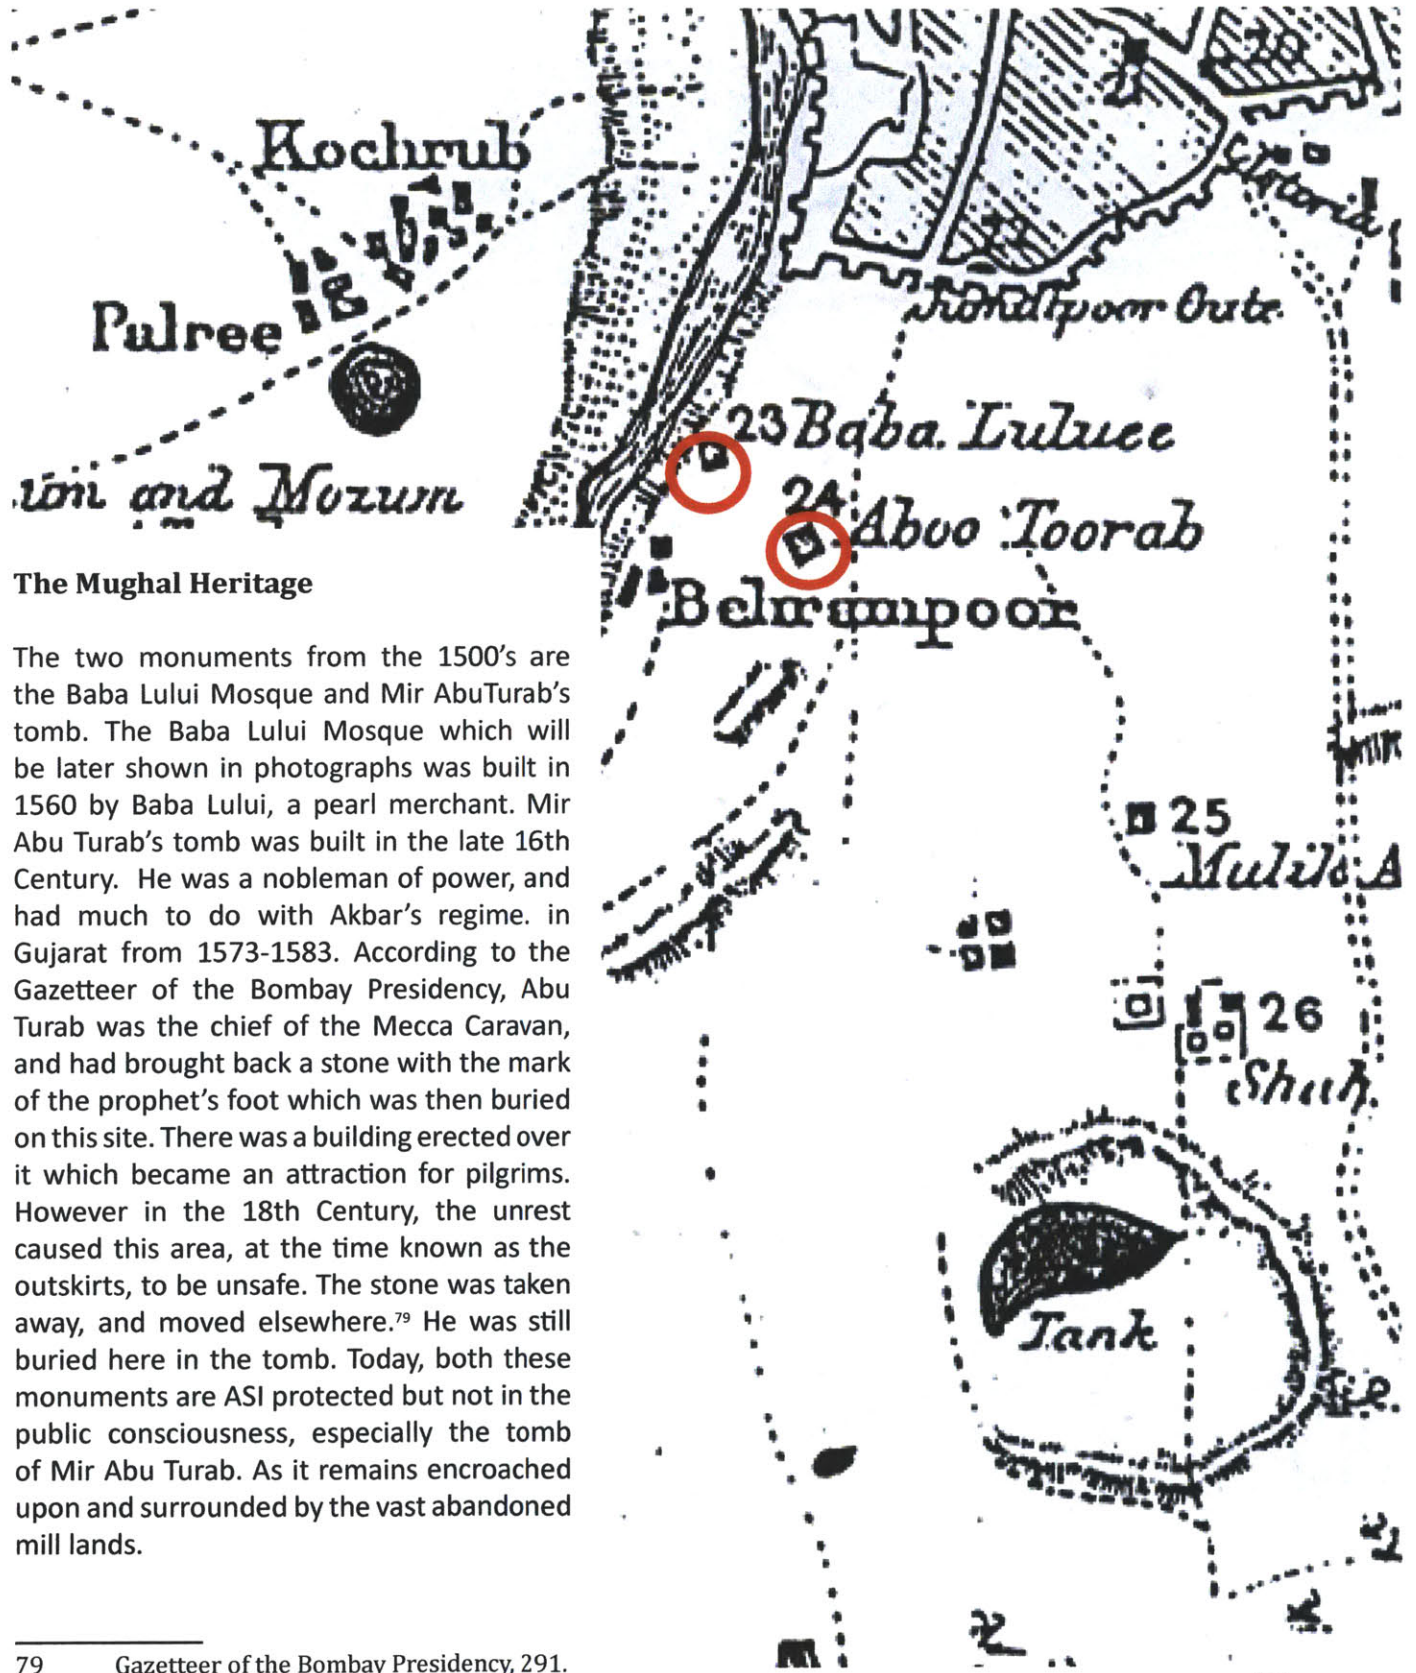 Kochrub
Pulree
and Mozum
23 Baba Luluee
24
Aboo Toorab
Behrampoor
25
26
Shah
Tank
The Mughal Heritage
The two monuments from the 1500's are
the Baba Lului Mosque and Mir AbuTurab's
tomb. The Baba Lului Mosque which will
be later shown in photographs was built in
1560 by Baba Lului, a pearl merchant. Mir
Abu Turab's tomb was built in the late 16th
Century. He was a nobleman of power, and
had much to do with Akbar's regime. in
Gujarat from 1573-1583. According to the
Gazetteer of the Bombay Presidency, Abu
Turab was the chief of the Mecca Caravan,
and had brought back a stone with the mark
of the prophet's foot which was then buried
on this site. There was a building erected over
it which became an attraction for pilgrims.
However in the 18th Century, the unrest
caused this area, at the time known as the
outskirts, to be unsafe. The stone was taken
away, and moved elsewhere.79 He was still
buried here in the tomb. Today, both these
monuments are ASI protected but not in the
public consciousness, especially the tomb
of Mir Abu Turab. As it remains encroached
upon and surrounded by the vast abandoned
mill lands.
79 Gazetteer of the Bombay Presidency, 291.